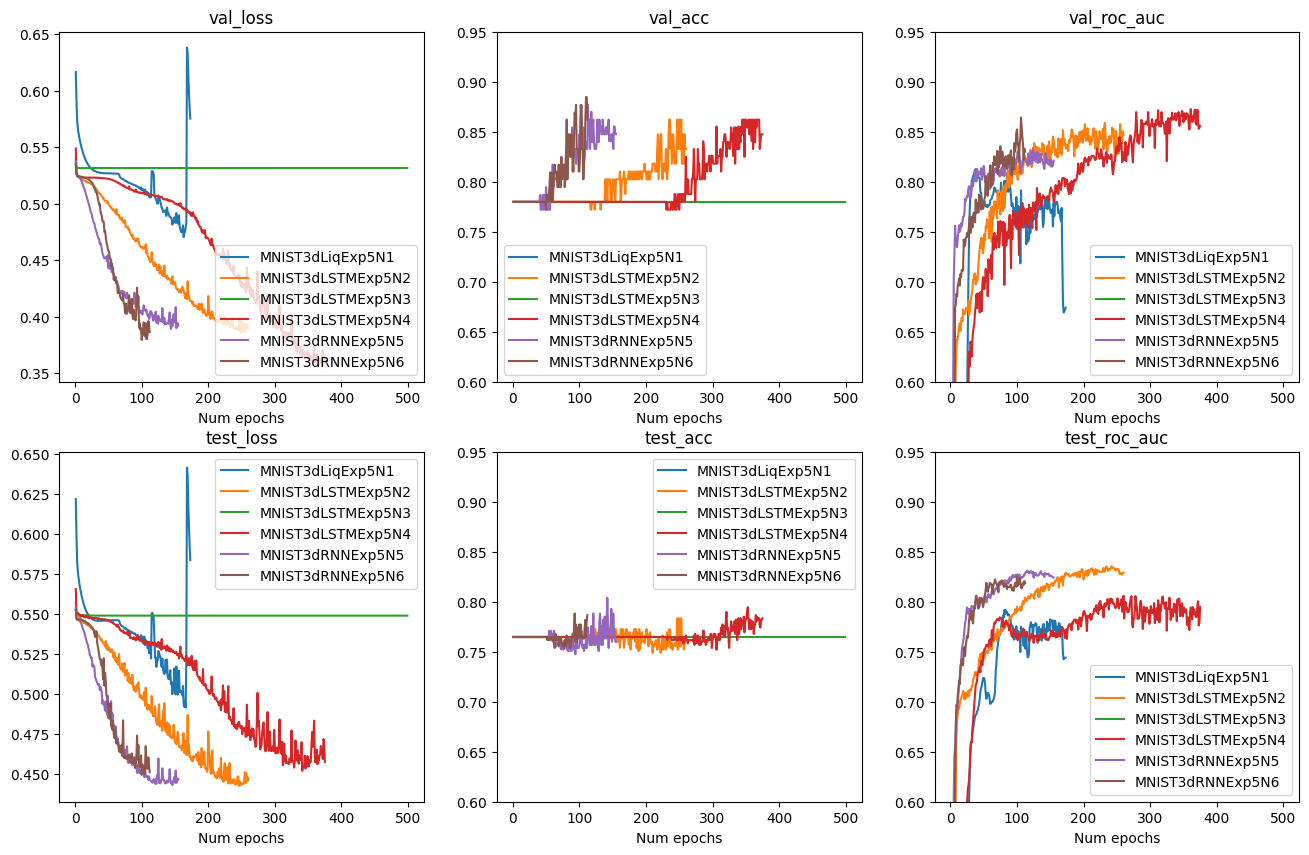 val_loss
0.65
0.60
0.55
0.50
0.45
0.40
0.35
MNIST3dLiqExp5N1
MNIST3dLSTMExp5N2
MNIST3dLSTMExp5N3
MNIST3dLSTMExp5N4
MNIST3dRNNExp5N5
MNIST3dRNNExp5N6
0 100 200 300 400 500
Num epochs
val_acc
0.95
0.90
0.85
0.80
0.75
0.70
0.65
0.60
MNIST3dLiqExp5N1
MNIST3dLSTMExp5N2
MNIST3dLSTMExp5N3
MNIST3dLSTMExp5N4
MNIST3dRNNExp5N5
MNIST3dRNNExp5N6
0 100 200 300 400 500
Num epochs
val_roc_auc
0.95
0.90
0.85
0.80
0.75
0.70
0.65
0.60
MNIST3dLiqExp5N1
MNIST3dLSTMExp5N2
MNIST3dLSTMExp5N3
MNIST3dLSTMExp5N4
MNIST3dRNNExp5N5
MNIST3dRNNExp5N6
0 100 200 300 400 500
Num epochs
test_loss
0.650
0.625
0.600
0.575
0.550
0.525
0.500
0.475
0.450
MNIST3dLiqExp5N1
MNIST3dLSTMExp5N2
MNIST3dLSTMExp5N3
MNIST3dLSTMExp5N4
MNIST3dRNNExp5N5
MNIST3dRNNExp5N6
0 100 200 300 400 500
Num epochs
test_acc
0.95
0.90
0.85
0.80
0.75
0.70
0.65
0.60
MNIST3dLiqExp5N1
MNIST3dLSTMExp5N2
MNIST3dLSTMExp5N3
MNIST3dLSTMExp5N4
MNIST3dRNNExp5N5
MNIST3dRNNExp5N6
0 100 200 300 400 500
Num epochs
test_roc_auc
0.95
0.90
0.85
0.80
0.75
0.70
0.65
0.60
MNIST3dLiqExp5N1
MNIST3dLSTMExp5N2
MNIST3dLSTMExp5N3
MNIST3dLSTMExp5N4
MNIST3dRNNExp5N5
MNIST3dRNNExp5N6
0 100 200 300 400 500
Num epochs